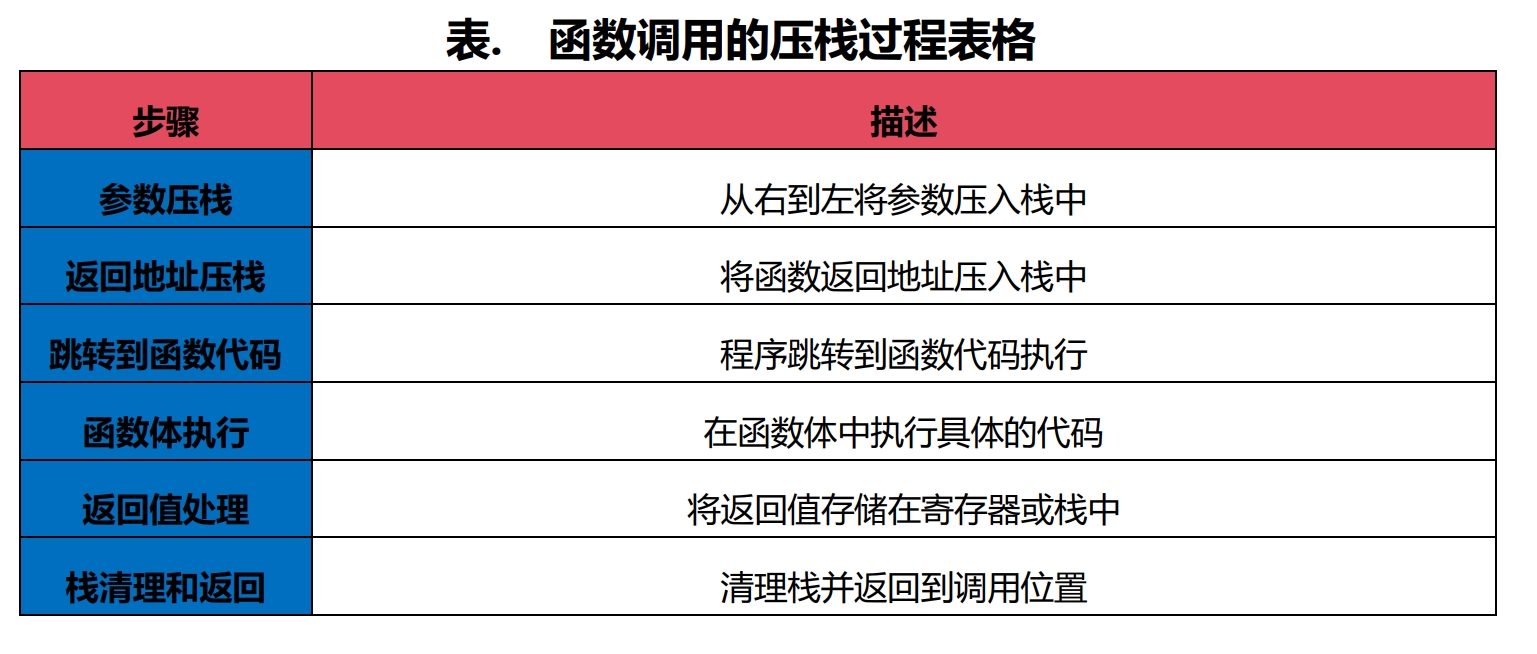 表. 函数调用的压栈过程表格
步骤 描述
参数压栈 从右到左将参数压入栈中
返回地址压栈 将函数返回地址压入栈中
跳转到函数代码 程序跳转到函数代码执行
函数体执行 在函数体中执行具体的代码
返回值处理 将返回值存储在寄存器或栈中
栈清理和返回 清理栈并返回到调用位置